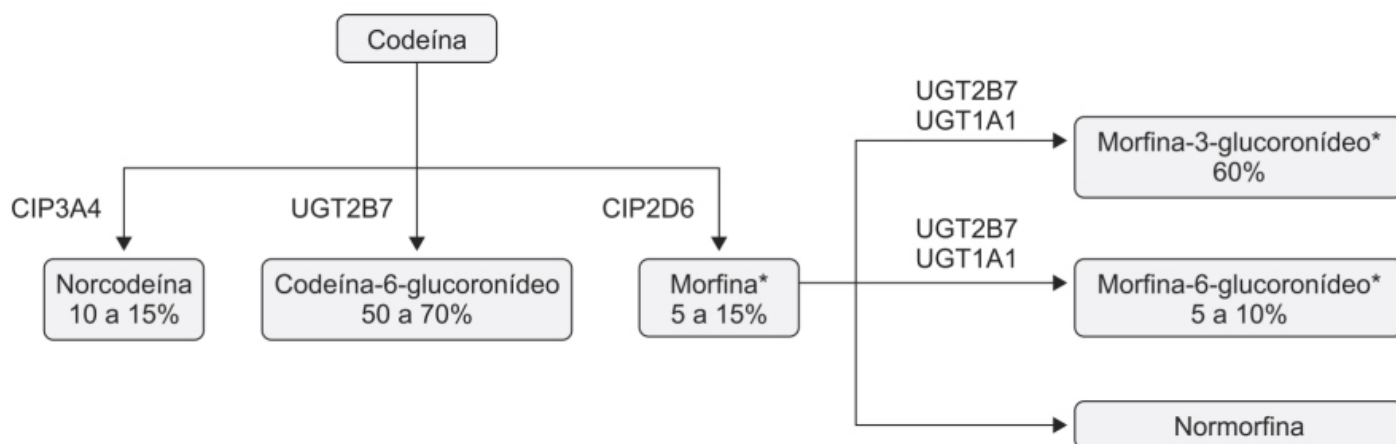 Codeína
CIP3A4
UGT2B7
CIP2D6
Norcodeína
10 a 15%
Codeína-6-glucoronídeo
50 a 70%
Morfina*
5 a 15%
UGT2B7
UGT1A1
Morfina-3-glucoronídeo*
60%
UGT2B7
UGT1A1
Morfina-6-glucoronídeo*
5 a 10%
Normorfina